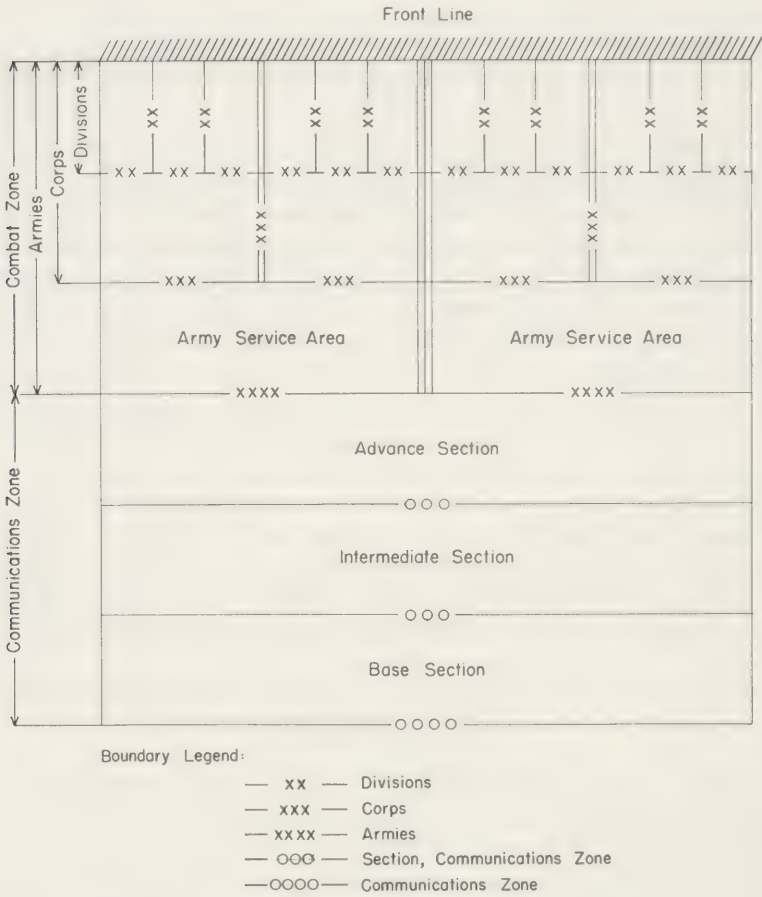 Front Line
Combat Zone
Armies
Corps
Divisions
XX XX XX XX XX XX XX XX
XX XX XX XX XX XX XX XX XX XX XX XX
XXX XXX
XXX XXX XXX XXX
Army Service Area Army Service Area
XXXX XXXX
Communications Zone
Advance Section
OOO
Intermediate Section
OOO
Base Section
OOOO
Boundary Legend:
— XX — Divisions
— XXX — Corps
— XXXX — Armies
— OOO — Section, Communications Zone
— OOOO — Communications Zone